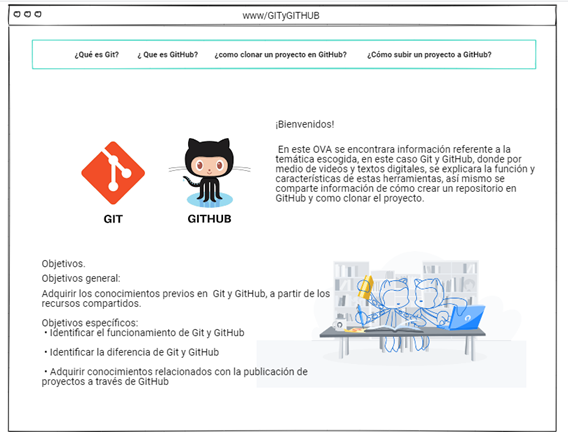 www/GITyGITHUB
¿Qué es Git? ¿ Que es GitHub? ¿como clonar un proyecto en GitHub? ¿Cómo subir un proyecto a GitHub?
¡Bienvenidos!
En este OVA se encontrara información referente a la
temática escogida, en este caso Git y GitHub, donde por
medio de videos y textos digitales, se explicara la función y
características de estas herramientas, así mismo se
comparte información de cómo crear un repositorio en
GitHub y como clonar el proyecto.
GIT
GITHUB
Objetivos.
Objetivos general:
Adquirir los conocimientos previos en Git y GitHub, a partir de los
recursos compartidos.
Objetivos específicos:
• Identificar el funcionamiento de Git y GitHub
• Identificar la diferencia de Git y GitHub
• Adquirir conocimientos relacionados con la publicación de
proyectos a través de GitHub